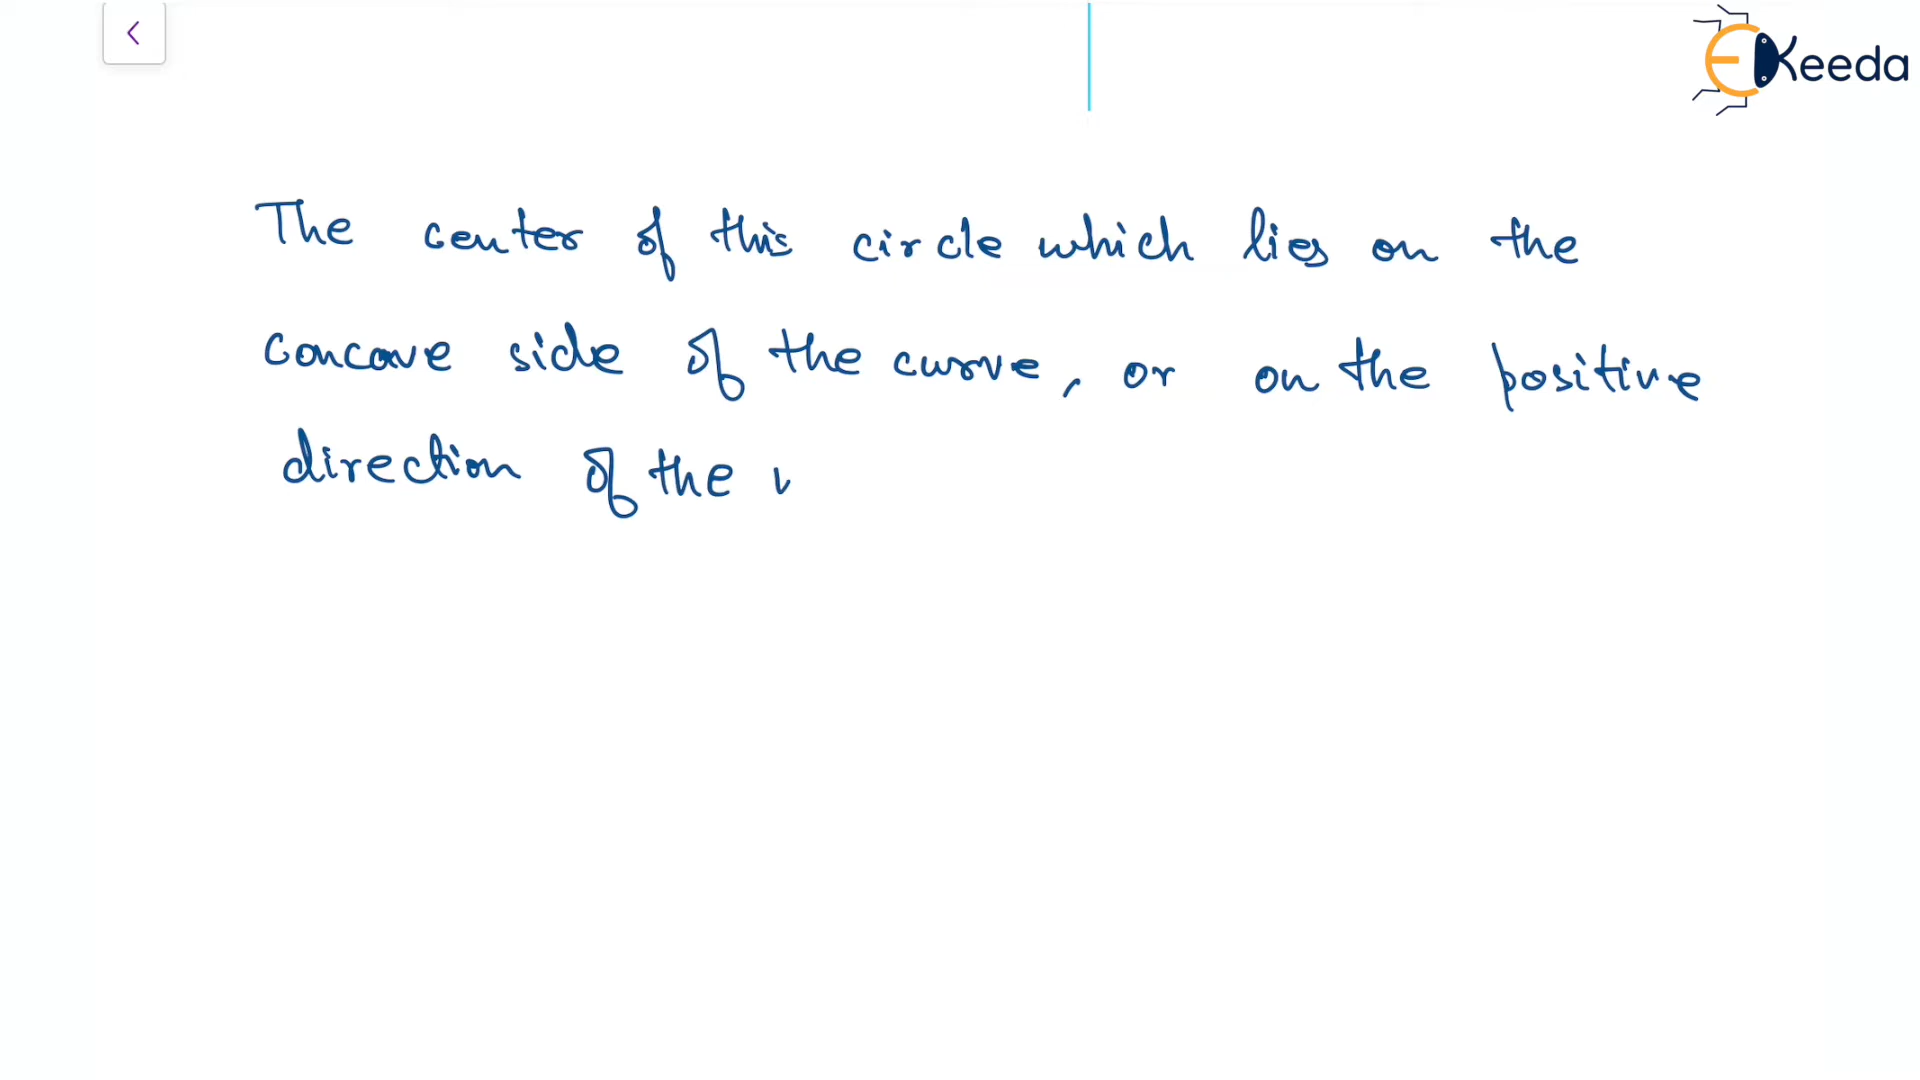 EKeeda
The center of this circle which lies on the
concave side of the curve, or on the positive
direction of the